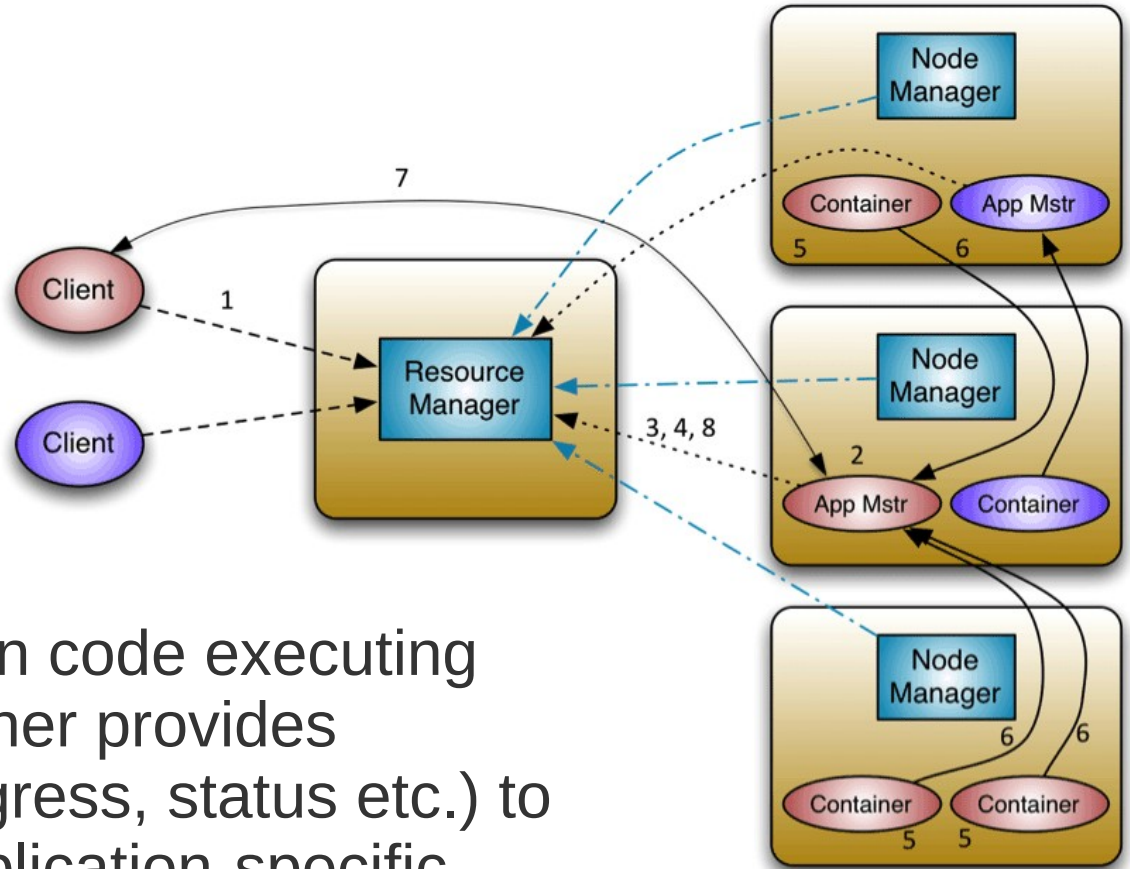 Node
Manager
7
Container
App Mstr
5
6
Client
1
Resource
Manager
Node
Manager
3, 4, 8
2
Client
App Mstr
Container
n code executing
ner provides
Node
Manager
6
6
gress, status etc.) to
Container
Container
5
5
plication-specific